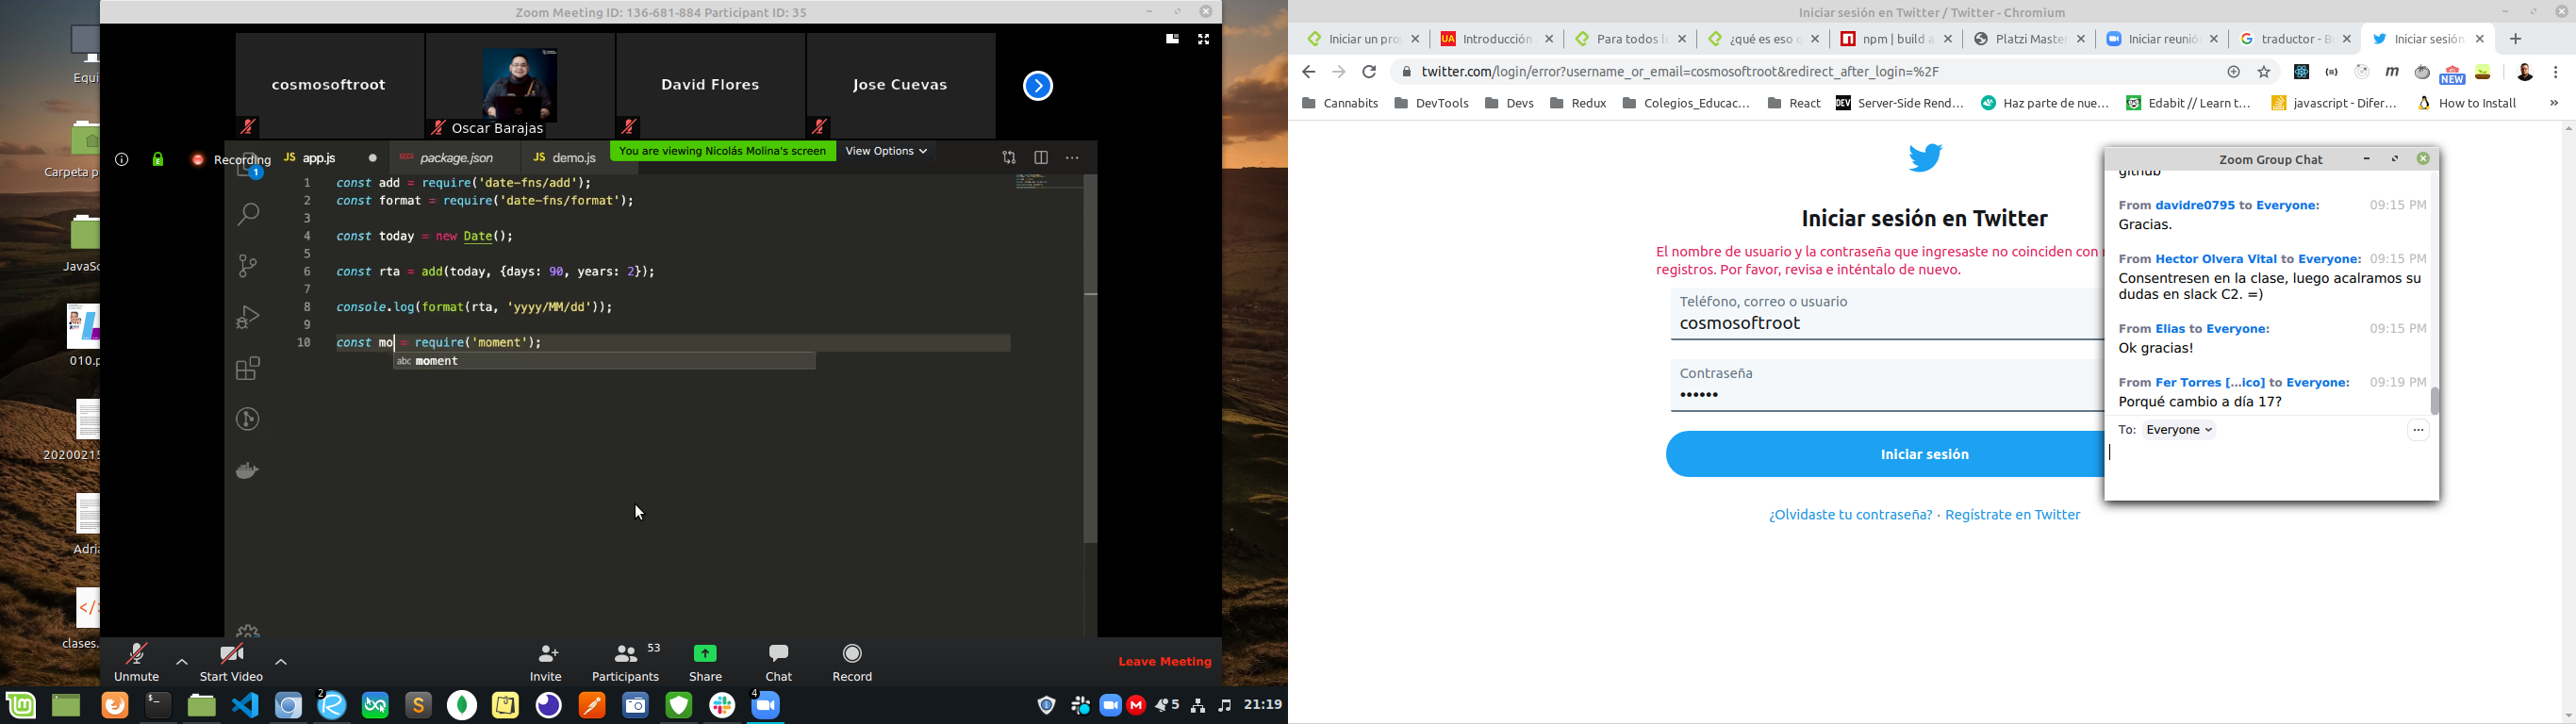 Zoom Meeting ID: 136-681-884 Participant ID: 35
Equi
Carpeta p
JavaSc
010.p
20200215
Adria
clases.
cosmosoftroot
Oscar Barajas
David Flores
Jose Cuevas
Recording
You are viewing Nicolás Molina's screen
View Options
JS app.js
package.json
JS demo.js
1
1 const add = require('date-fns/add');
2 const format = require('date-fns/format');
3
4 const today = new Date();
5
6 const rta = add(today, {days: 90, years: 2});
7
8 console.log(format(rta, 'yyyy/MM/dd'));
9
10 const mo = require('moment');
abc moment
Unmute
Start Video
Invite
53
Participants
Share
Chat
Record
Leave Meeting
2
4
5
21:19
Iniciar sesión en Twitter / Twitter - Chromium
Iniciar un pro
UA Introducción
Para todos lo
¿qué es eso c
npm | build a
Platzi Master
Iniciar reunió
traductor - B
Iniciar sesión
twitter.com/login/error?username_or_email=cosmosoftroot&redirect_after_login=%2F
m
NEW
Cannabits
DevTools
Devs
Redux
Colegios_Educac...
React
DEV Server-Side Rend...
Haz parte de nue...
Edabit // Learn t...
javascript - Difer...
How to Install
»
Iniciar sesión en Twitter
El nombre de usuario y la contraseña que ingresaste no coinciden con
registros. Por favor, revisa e inténtalo de nuevo.
Teléfono, correo o usuario
cosmosoftroot
Contraseña
••••••
Iniciar sesión
¿Olvidaste tu contraseña? · Regístrate en Twitter
Zoom Group Chat
github
From davidre0795 to Everyone: 09:15 PM
Gracias.
From Hector Olvera Vital to Everyone: 09:15 PM
Consentresen en la clase, luego acalramos su
dudas en slack C2. =)
From Elias to Everyone: 09:15 PM
Ok gracias!
From Fer Torres [...ico] to Everyone: 09:19 PM
Porqué cambio a día 17?
To: Everyone